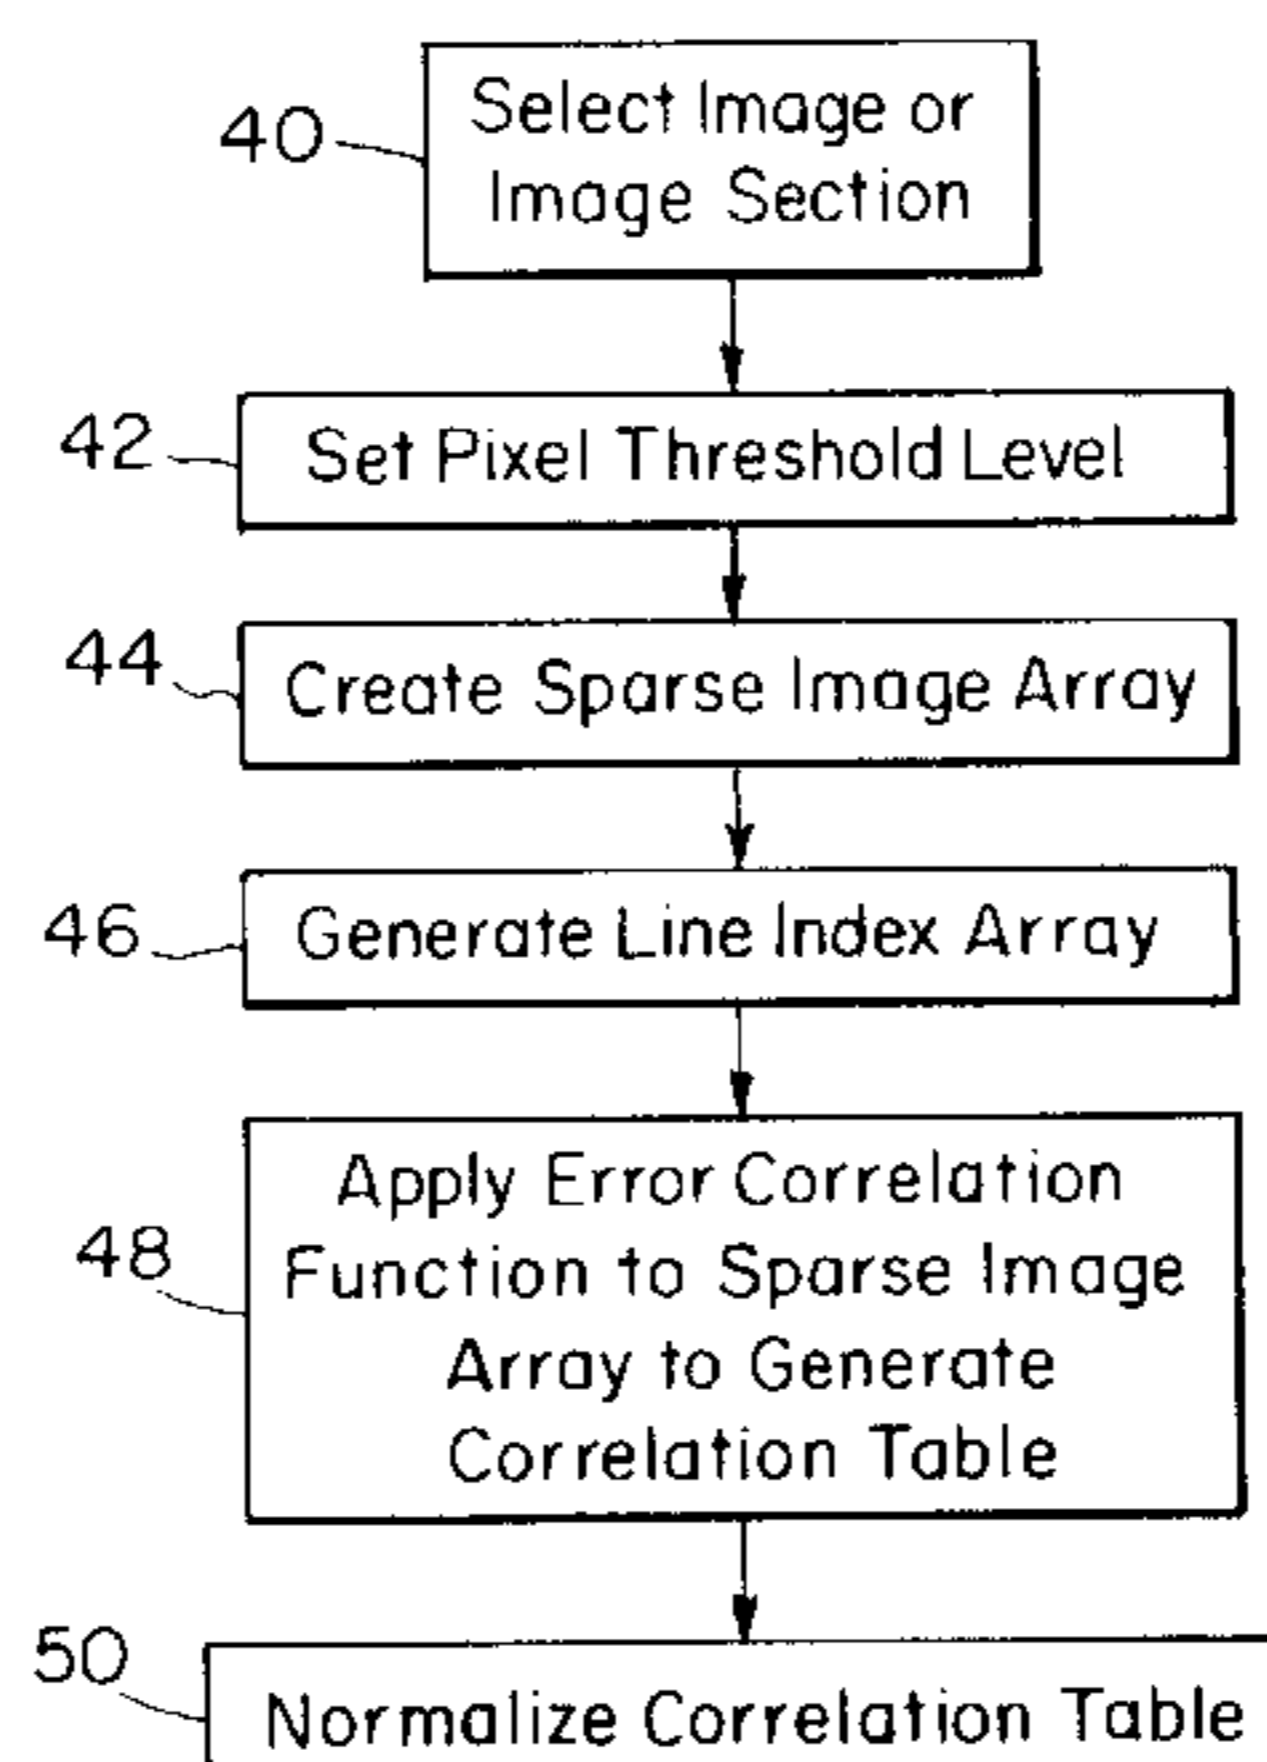 40
Select Image or
Image Section
42
Set Pixel Threshold Level
44
Create Sparse Image Array
46
Generate Line Index Array
48
Apply Error Correlation
Function to Sparse Image
Array to Generate
Correlation Table
50
Normalize Correlation Table